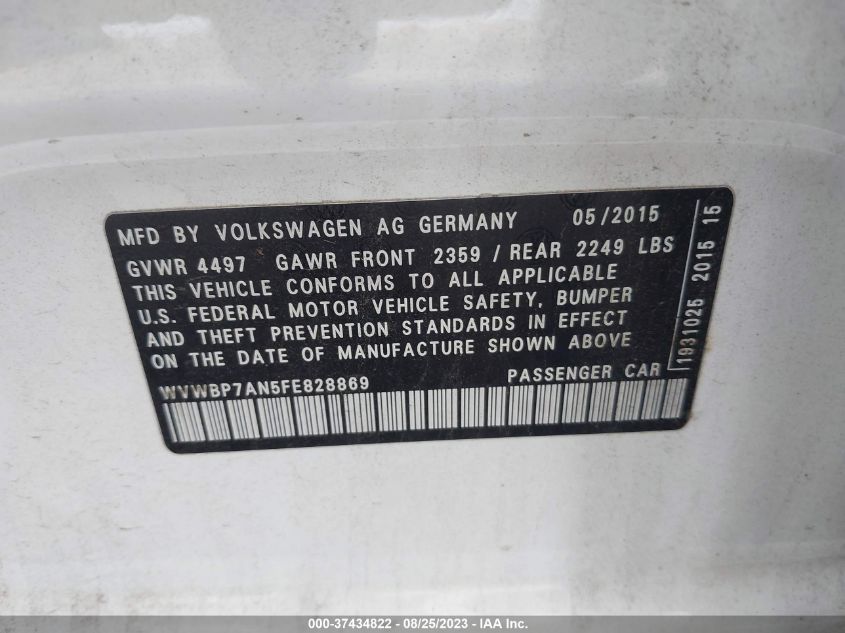 MFD BY VOLKSWAGEN AG GERMANY 05/2015
GVWR 4497 GAWR FRONT 2359 / REAR 2249 LBS
THIS VEHICLE CONFORMS TO ALL APPLICABLE
U.S. FEDERAL MOTOR VEHICLE SAFETY, BUMPER
AND THEFT PREVENTION STANDARDS IN EFFECT
ON THE DATE OF MANUFACTURE SHOWN ABOVE
WVWBP7AN5FE828869 PASSENGER CAR
1931025 2015 15
000-37434822 - 08/25/2023 - IAA Inc.